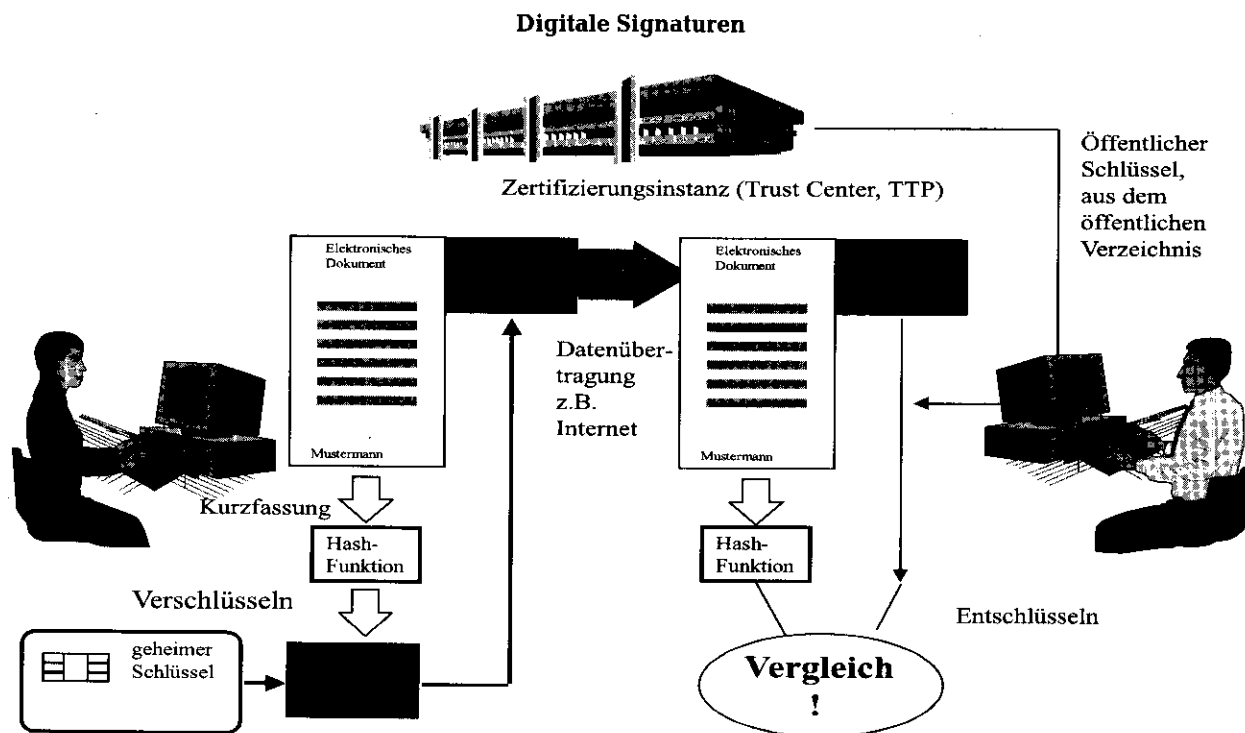 Digitale Signaturen
Zertifizierungsinstanz (Trust Center, TTP)
Öffentlicher
Schlüssel,
aus dem
öffentlichen
Verzeichnis
Elektronisches
Dokument
Mustermann
Datenüber-
tragung
z.B.
Internet
Elektronisches
Dokument
Mustermann
Kurzfassung
Hash-
Funktion
Verschlüsseln
geheimer
Schlüssel
Hash-
Funktion
Entschlüsseln
Vergleich
!